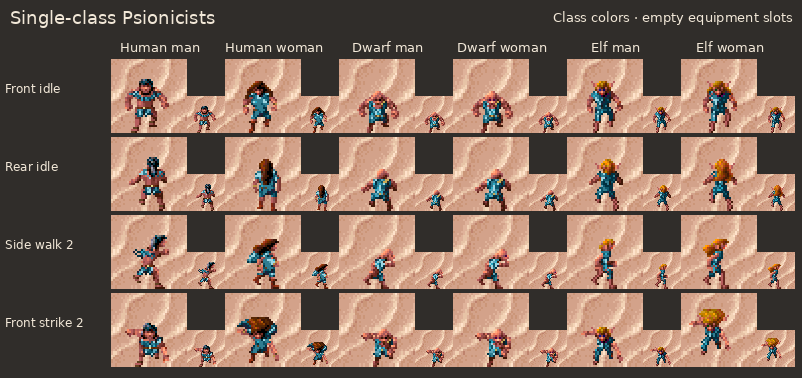 Single-class Psionicists
Class colors · empty equipment slots
Human man Human woman Dwarf man Dwarf woman Elf man Elf woman
Front idle
Rear idle
Side walk 2
Front strike 2